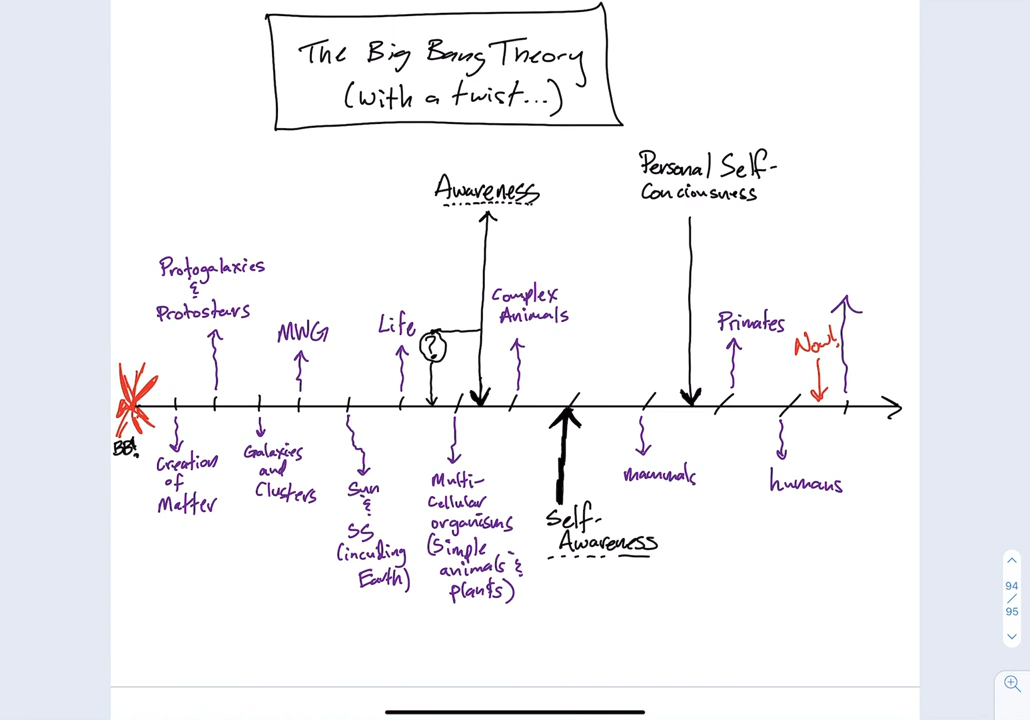 The Big Bang Theory
(with a twist...)
Personal Self-
Conciousness
Awareness
Protogalaxies
&
Protostars
MWG
Life
?
Complex
Animals
Primates
Now!
BB!
Creation
of
Matter
Galaxies
and
Clusters
Sun
&
SS
(incuding
Earth)
Multi-
Cellular
organisms
(Simple
animals &
plants)
Self-
Awareness
mammals
humans
94
/
95